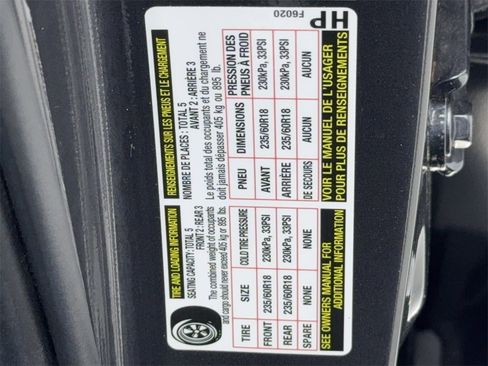 TIRE AND LOADING INFORMATION
SEATING CAPACITY: TOTAL 5
FRONT 2: REAR 3
The combined weight of occupants
and cargo should never exceed 405 kg or 895 lbs.
TIRE SIZE COLD TIRE PRESSURE
FRONT 235/60R18 230kPa, 33PSI
REAR 235/60R18 230kPa, 33PSI
SPARE NONE NONE
SEE OWNERS MANUAL FOR
ADDITIONAL INFORMATION
RENSEIGNEMENTS SUR LES PNEUS ET LE CHARGEMENT
NOMBRE DE PLACES : TOTAL 5
AVANT 2 : ARRIÈRE 3
Le poids total des occupants et du chargement ne
doit jamais dépasser 405 kg ou 895 lb.
PNEU DIMENSIONS PRESSION DES
PNEUS À FROID
AVANT 235/60R18 230kPa, 33PSI
ARRIÈRE 235/60R18 230kPa, 33PSI
DE SECOURS AUCUN AUCUN
VOIR LE MANUEL DE L'USAGER
POUR PLUS DE RENSEIGNEMENTS
F6020
HP